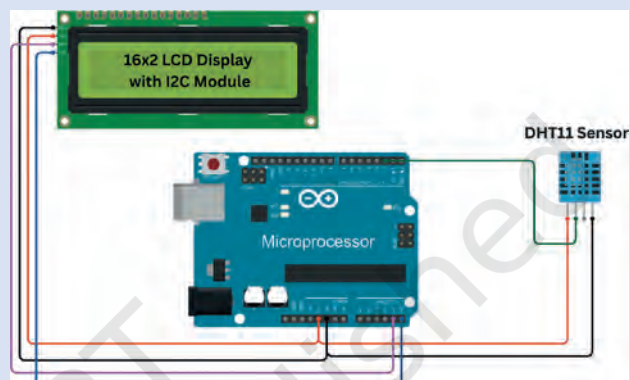 16x2 LCD Display
with I2C Module
DHT11 Sensor
Microprocessor